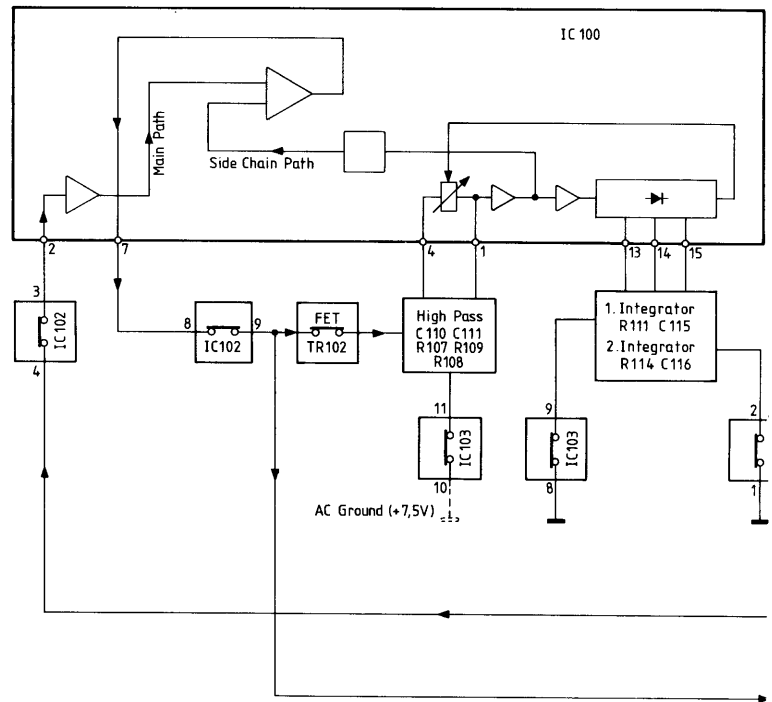 IC 100
Main Path
Side Chain Path
2
7
4
1
13
14
15
3
IC102
4
8
IC102
9
FET
TR102
High Pass
C110 C111
R107 R109
R108
1. Integrator
R111 C115
2. Integrator
R114 C116
11
IC103
10
AC Ground (+7,5V)
9
IC103
8
2
1